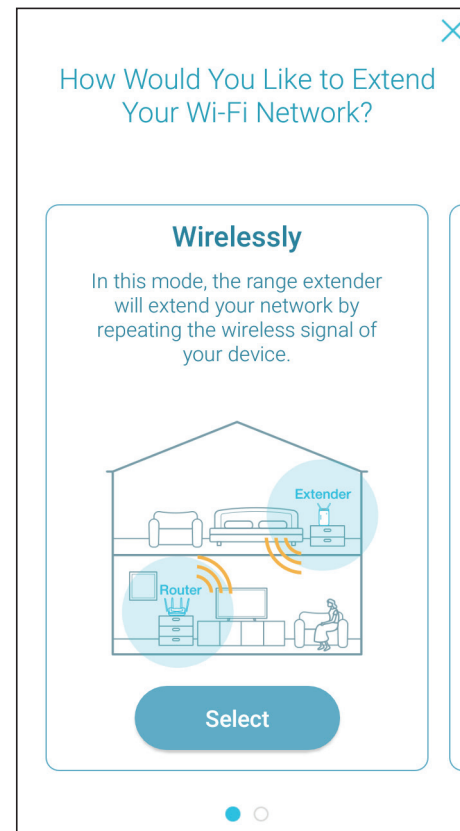 How Would You Like to Extend
Your Wi-Fi Network?
Wirelessly
In this mode, the range extender
will extend your network by
repeating the wireless signal of
your device.
Extender
Router
Select